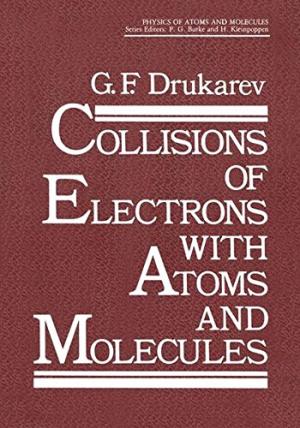 PHYSICS OF ATOMS AND MOLECULES
Series Editors: P. G. Burke and H. Kleinpoppen
G.F. Drukarev
COLLISIONS
OF
ELECTRONS
WITH
ATOMS
AND
MOLECULES